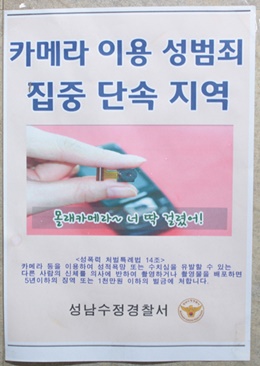 카메라 이용 성범죄
집중 단속 지역
몰래카메라~ 너 딱 걸렸어!
<성폭력 처벌특례법 14조>
카메라 등을 이용하여 성적욕망 또는 수치심을 유발할 수 있는
다른 사람의 신체를 의사에 반하여 촬영하거나 촬영물을 배포하면
5년이하의 징역 또는 1천만원 이하의 벌금에 처합니다.
성남수정경찰서